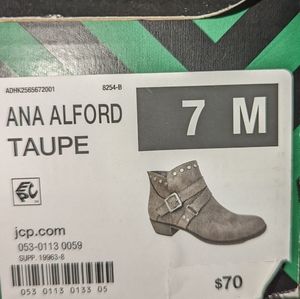 ADHK2565672001 8254-B
ANA ALFORD 7 M
TAUPE
jcp.com
053-0113 0059
SUPP. 19963-8
$70
053 0113 0133 05